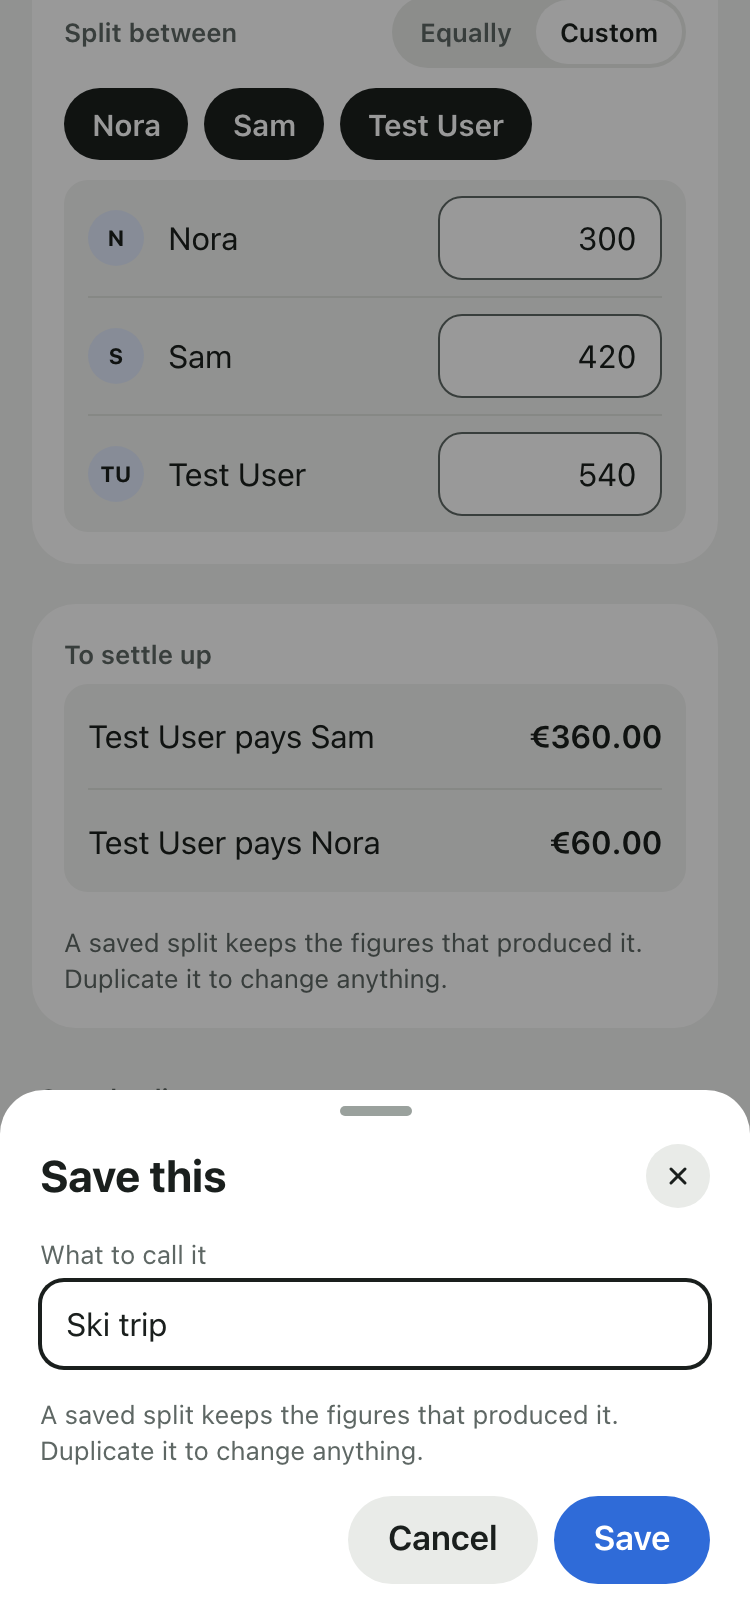 Split between
Equally
Custom
Nora
Sam
Test User
N
Nora
300
S
Sam
420
TU
Test User
540
To settle up
Test User pays Sam
€360.00
Test User pays Nora
€60.00
A saved split keeps the figures that produced it.
Duplicate it to change anything.
Save this
What to call it
Ski trip
A saved split keeps the figures that produced it.
Duplicate it to change anything.
Cancel
Save